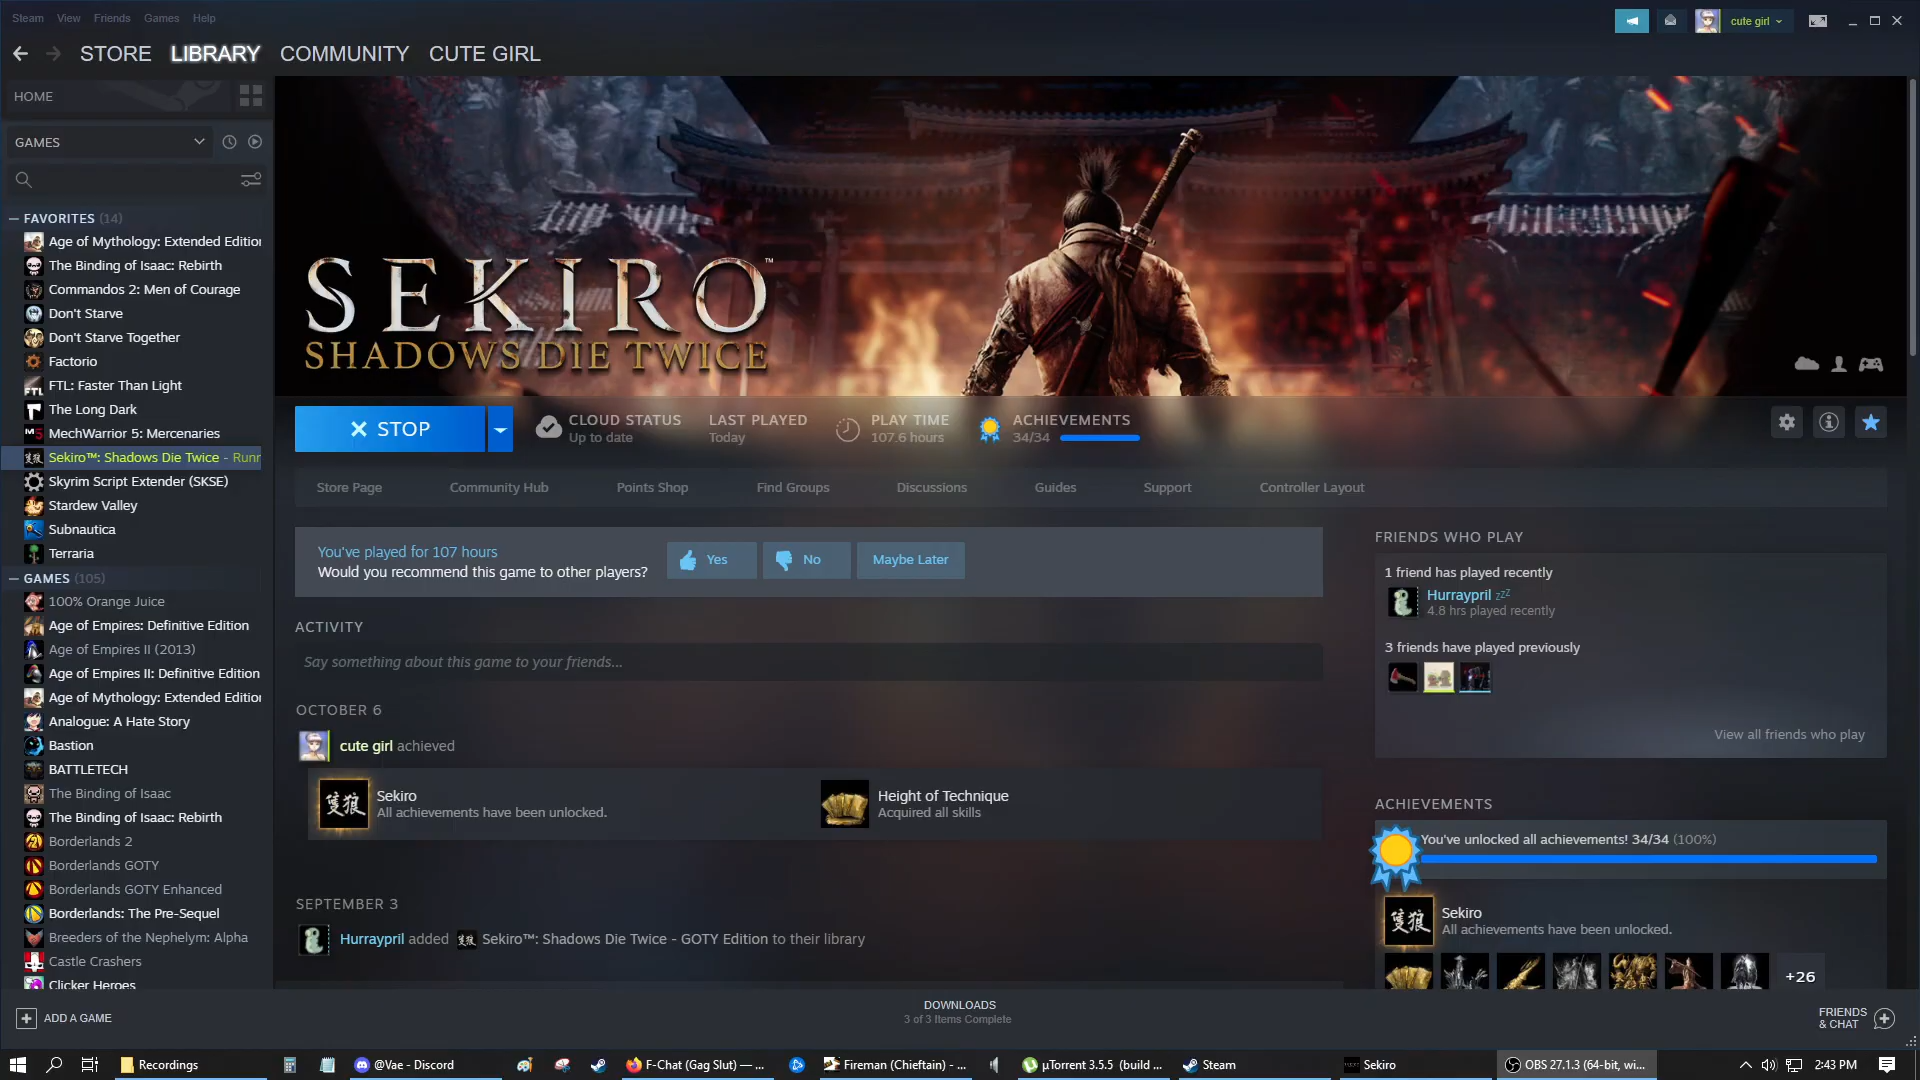 Steam View Friends Games Help
cute girl
STORE LIBRARY COMMUNITY CUTE GIRL
HOME
GAMES
FAVORITES (14)
Age of Mythology: Extended Edition
The Binding of Isaac: Rebirth
Commandos 2: Men of Courage
Don't Starve
Don't Starve Together
Factorio
FTL: Faster Than Light
The Long Dark
MechWarrior 5: Mercenaries
Sekiro™: Shadows Die Twice - Runn
Skyrim Script Extender (SKSE)
Stardew Valley
Subnautica
Terraria
GAMES (105)
100% Orange Juice
Age of Empires: Definitive Edition
Age of Empires II (2013)
Age of Empires II: Definitive Edition
Age of Mythology: Extended Edition
Analogue: A Hate Story
Bastion
BATTLETECH
The Binding of Isaac
The Binding of Isaac: Rebirth
Borderlands 2
Borderlands GOTY
Borderlands GOTY Enhanced
Borderlands: The Pre-Sequel
Breeders of the Nephelym: Alpha
Castle Crashers
Clicker Heroes
ADD A GAME
SEKIRO™
SHADOWS DIE TWICE
STOP
CLOUD STATUS
Up to date
LAST PLAYED
Today
PLAY TIME
107.6 hours
ACHIEVEMENTS
34/34
Store Page Community Hub Points Shop Find Groups Discussions Guides Support Controller Layout
You've played for 107 hours
Would you recommend this game to other players?
Yes No Maybe Later
ACTIVITY
Say something about this game to your friends...
OCTOBER 6
cute girl achieved
隻狼
Sekiro
All achievements have been unlocked.
Height of Technique
Acquired all skills
SEPTEMBER 3
Hurraypril added 隻狼 Sekiro™: Shadows Die Twice - GOTY Edition to their library
FRIENDS WHO PLAY
1 friend has played recently
Hurraypril zzz
4.8 hrs played recently
3 friends have played previously
View all friends who play
ACHIEVEMENTS
You've unlocked all achievements! 34/34 (100%)
隻狼
Sekiro
All achievements have been unlocked.
+26
DOWNLOADS
3 of 3 Items Complete
FRIENDS
& CHAT
Recordings
@Vae - Discord
F-Chat (Gag Slut) — ...
Fireman (Chieftain) - ...
µTorrent 3.5.5 (build ...
Steam
Sekiro
OBS 27.1.3 (64-bit, wi...
2:43 PM